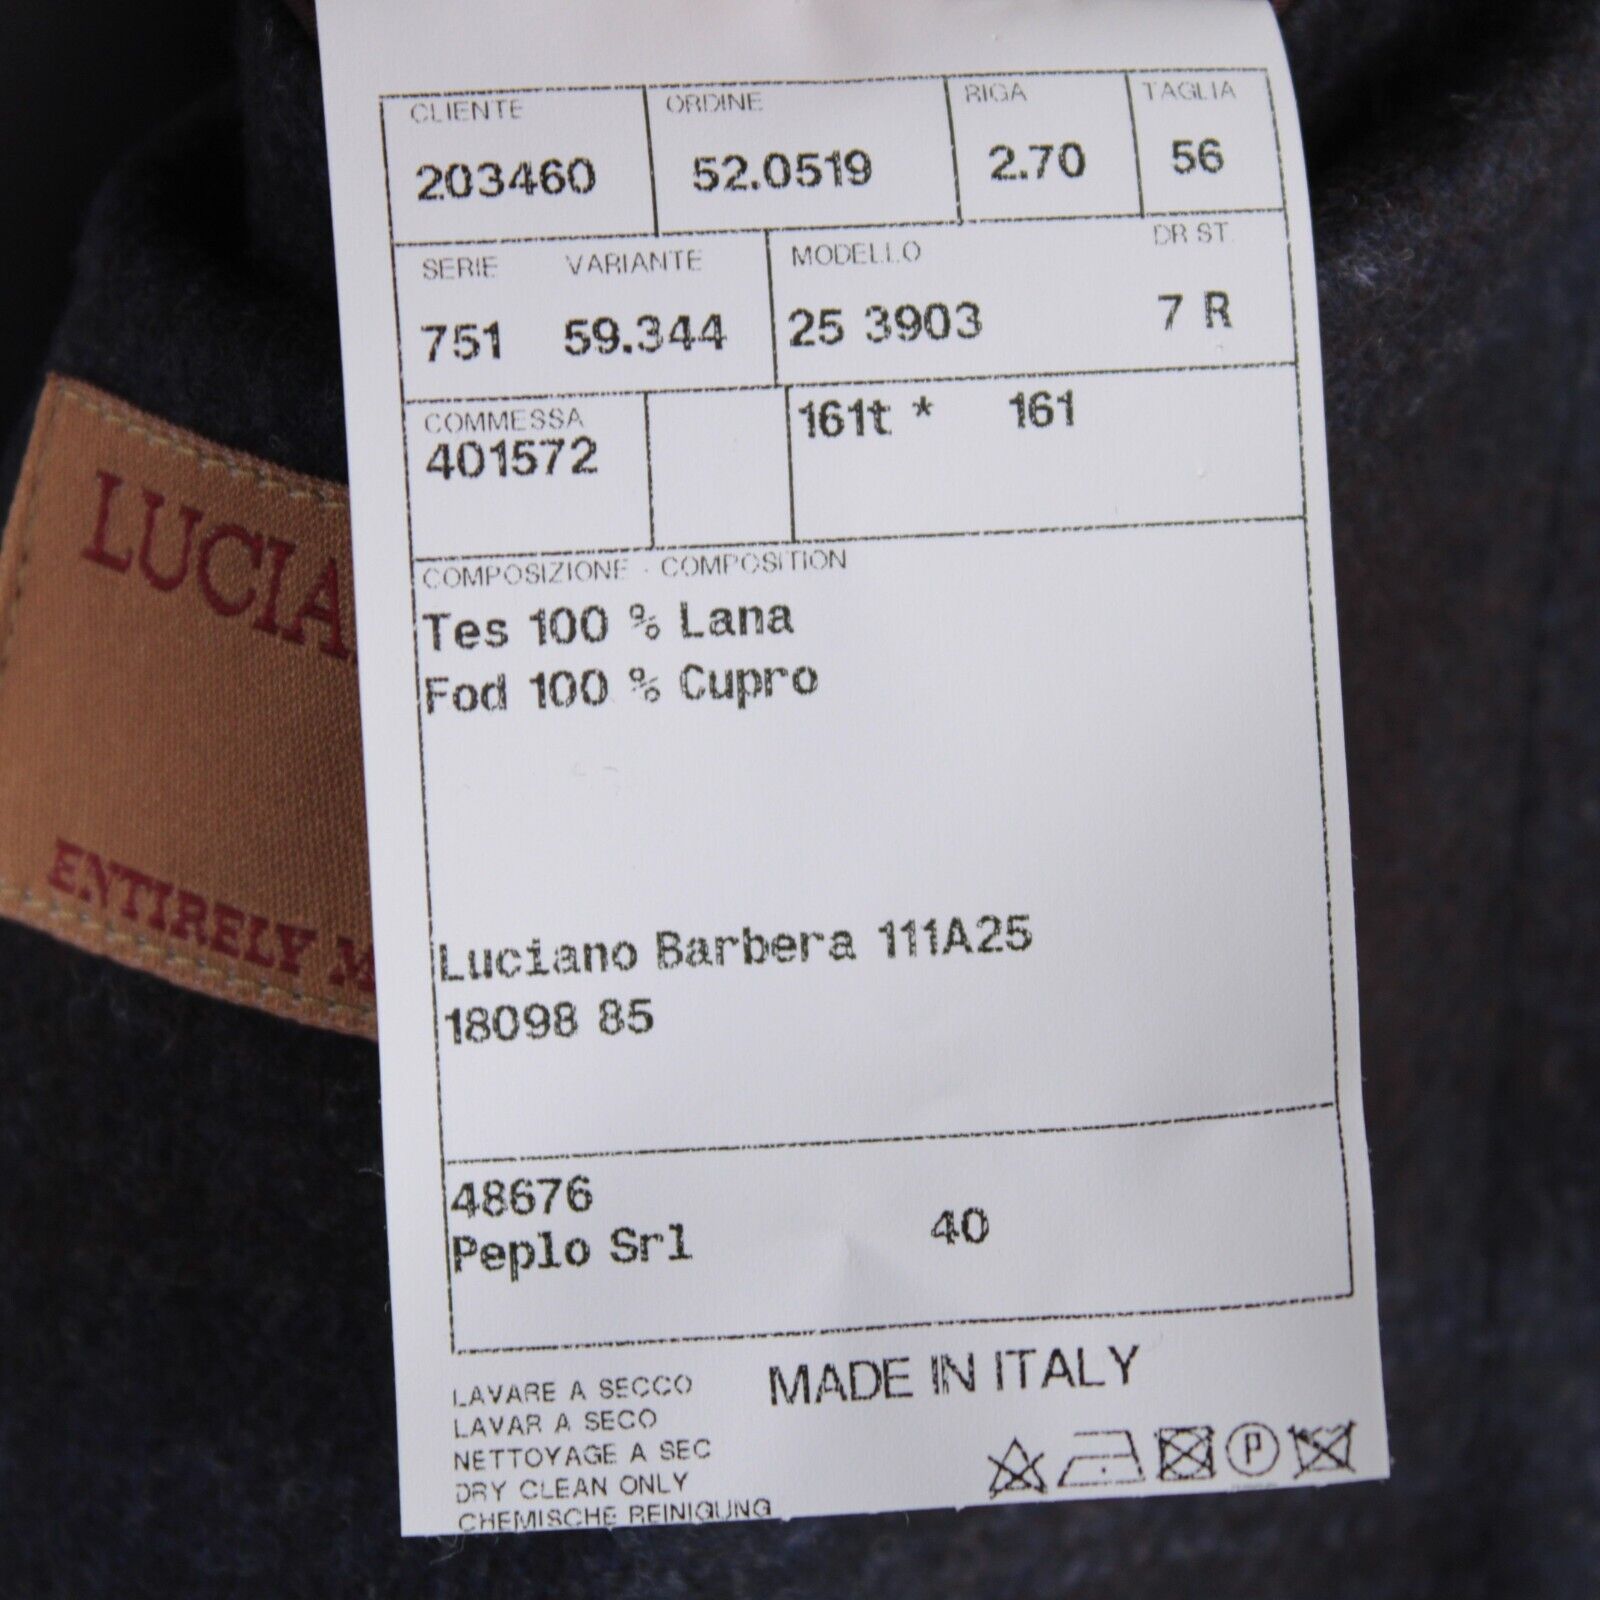 CLIENTE ORDINE RIGA TAGLIA
203460 52.0519 2.70 56
SERIE VARIANTE MODELLO DR ST.
751 59.344 25 3903 7 R
COMMESSA 161t * 161
401572
COMPOSIZIONE - COMPOSITION
Tes 100 % Lana
Fod 100 % Cupro
Luciano Barbera 111A25
18098 85
48676
Peplo Srl 40
MADE IN ITALY
LAVARE A SECCO
LAVAR A SECO
NETTOYAGE A SEC
DRY CLEAN ONLY
CHEMISCHE REINIGUNG
P
LUCIA
ENTIRELY M